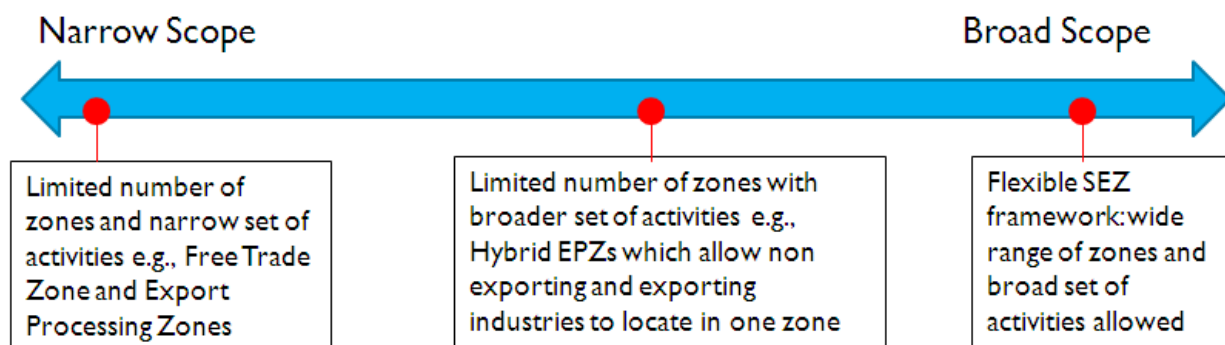 Narrow Scope
Broad Scope
Limited number of
zones and narrow set of
activities e.g., Free Trade
Zone and Export
Processing Zones
Limited number of zones with
broader set of activities e.g.,
Hybrid EPZs which allow non
exporting and exporting
industries to locate in one zone
Flexible SEZ
framework: wide
range of zones and
broad set of
activities allowed